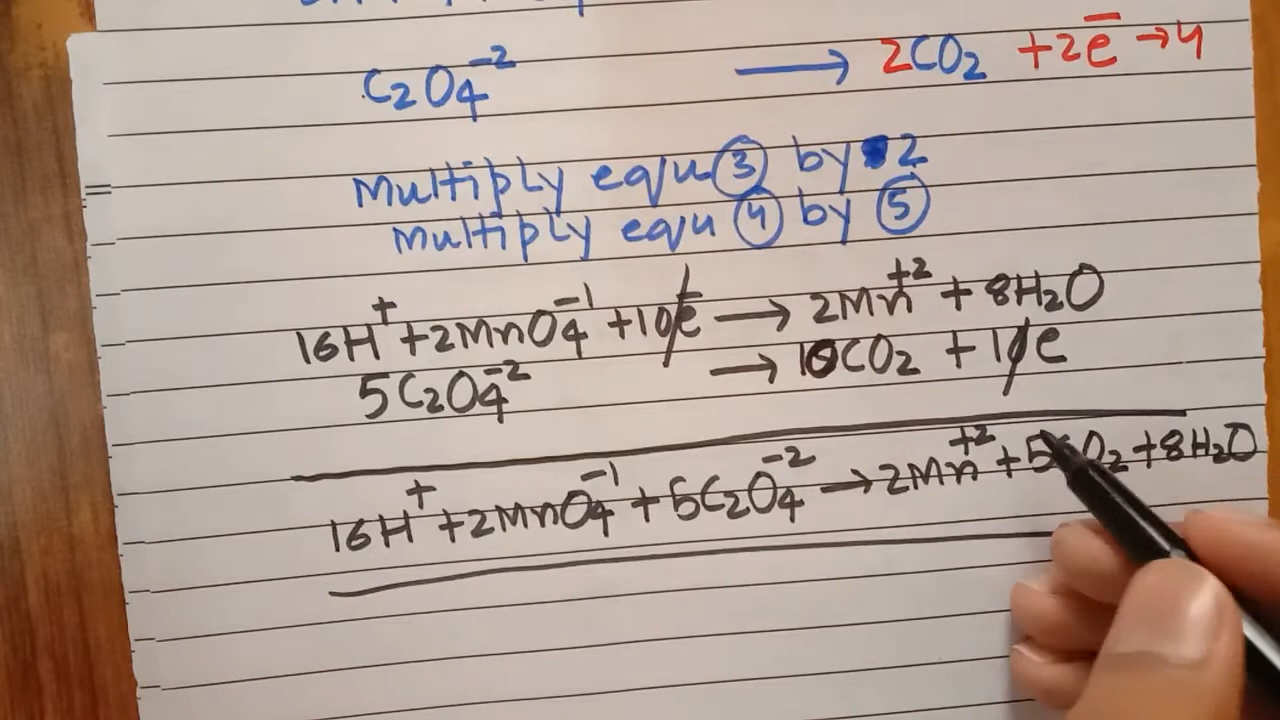 C₂O₄⁻² → 2CO₂ + 2e̅ → 4
Multiply equ ③ by 2
Multiply equ ④ by ⑤
16H⁺ + 2MnO₄⁻¹ + 10e̅ → 2Mn⁺² + 8H₂O
5C₂O₄⁻² → 10CO₂ + 10e
16H⁺ + 2MnO₄⁻¹ + 5C₂O₄⁻² → 2Mn⁺² + 5CO₂ + 8H₂O